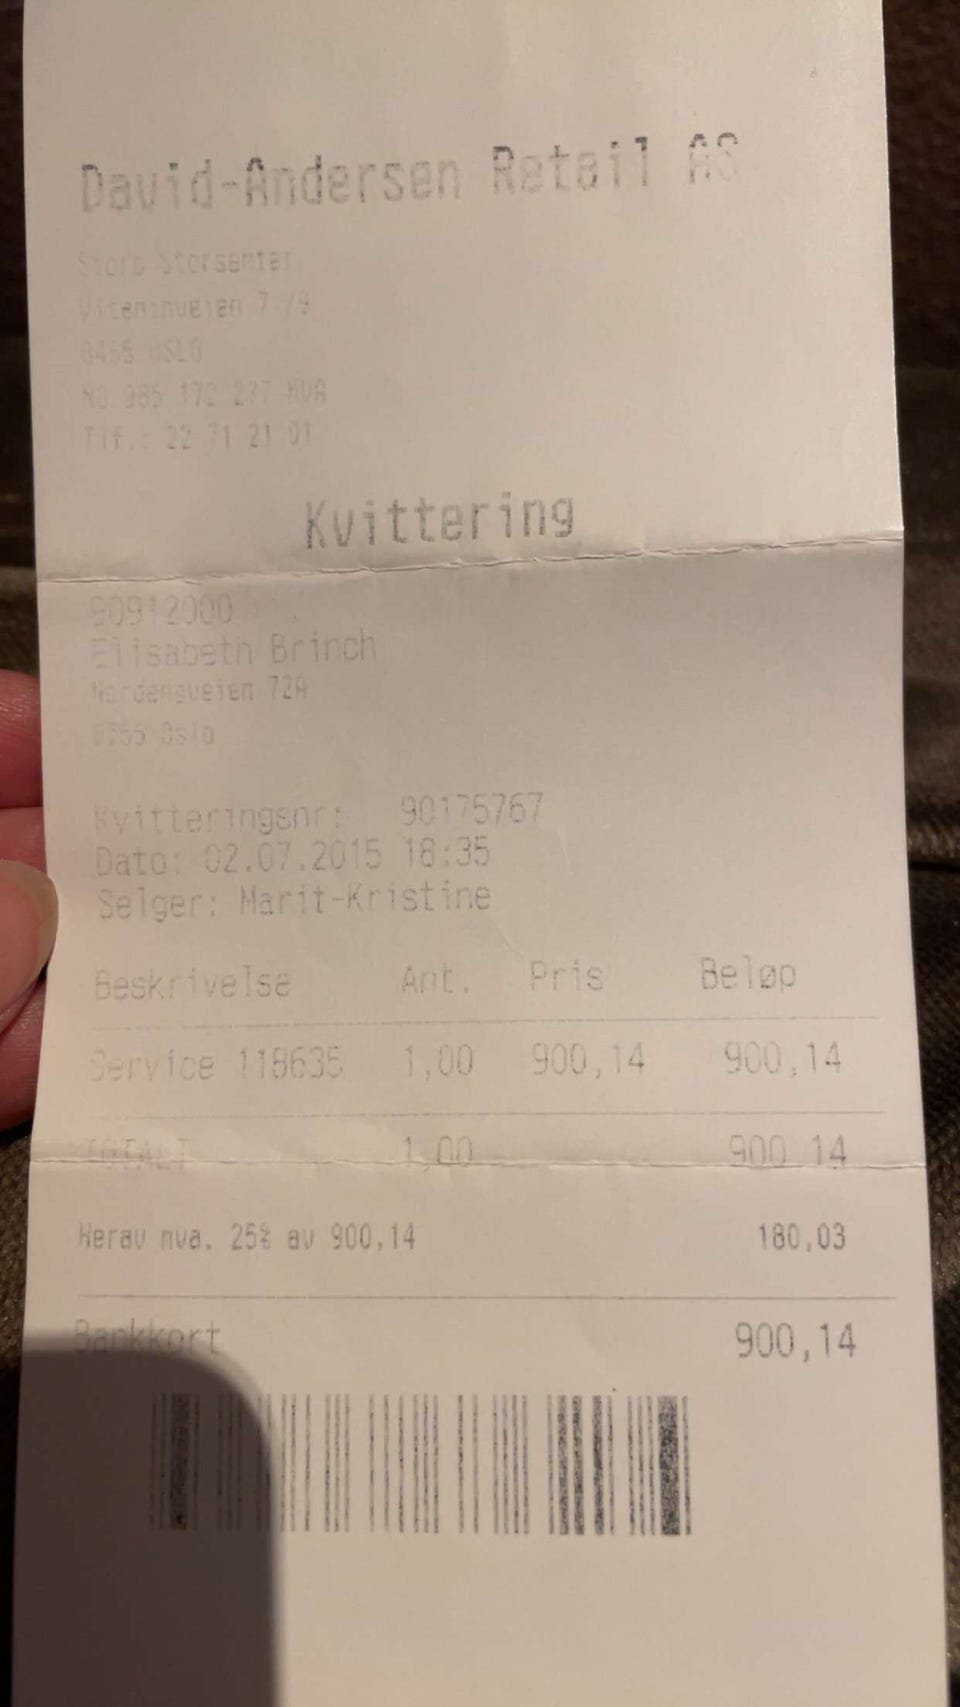 David-Andersen Retail AS
Storo Storsenter
Vitaminveien 7 /9
0485 OSLO
NO 985 172 277 MVA
Tlf.: 22 71 21 01
Kvittering
90912000
Elisabeth Brinch
72A
0755 Oslo
Kvitteringsnr: 90175767
Dato: 02.07.2015 18:35
Selger: Marit-Kristine
Beskrivelse Ant. Pris Beløp
Service 118635 1,00 900,14 900,14
TOTALT 1,00 900,14
Herav mva. 25% av 900,14 180,03
Bankkort 900,14